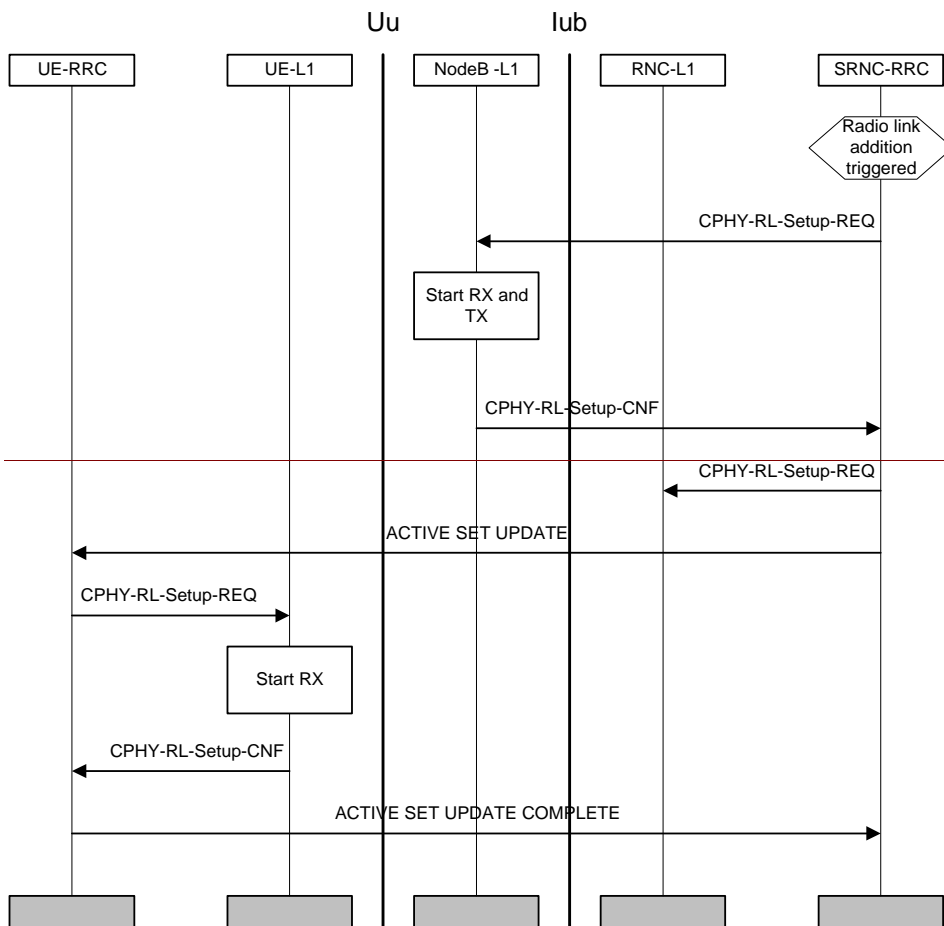 Uu
Iub
UE-RRC
UE-L1
NodeB -L1
RNC-L1
SRNC-RRC
Radio link
addition
triggered
CPHY-RL-Setup-REQ
Start RX and
TX
CPHY-RL-Setup-CNF
CPHY-RL-Setup-REQ
ACTIVE SET UPDATE
CPHY-RL-Setup-REQ
Start RX
CPHY-RL-Setup-CNF
ACTIVE SET UPDATE COMPLETE